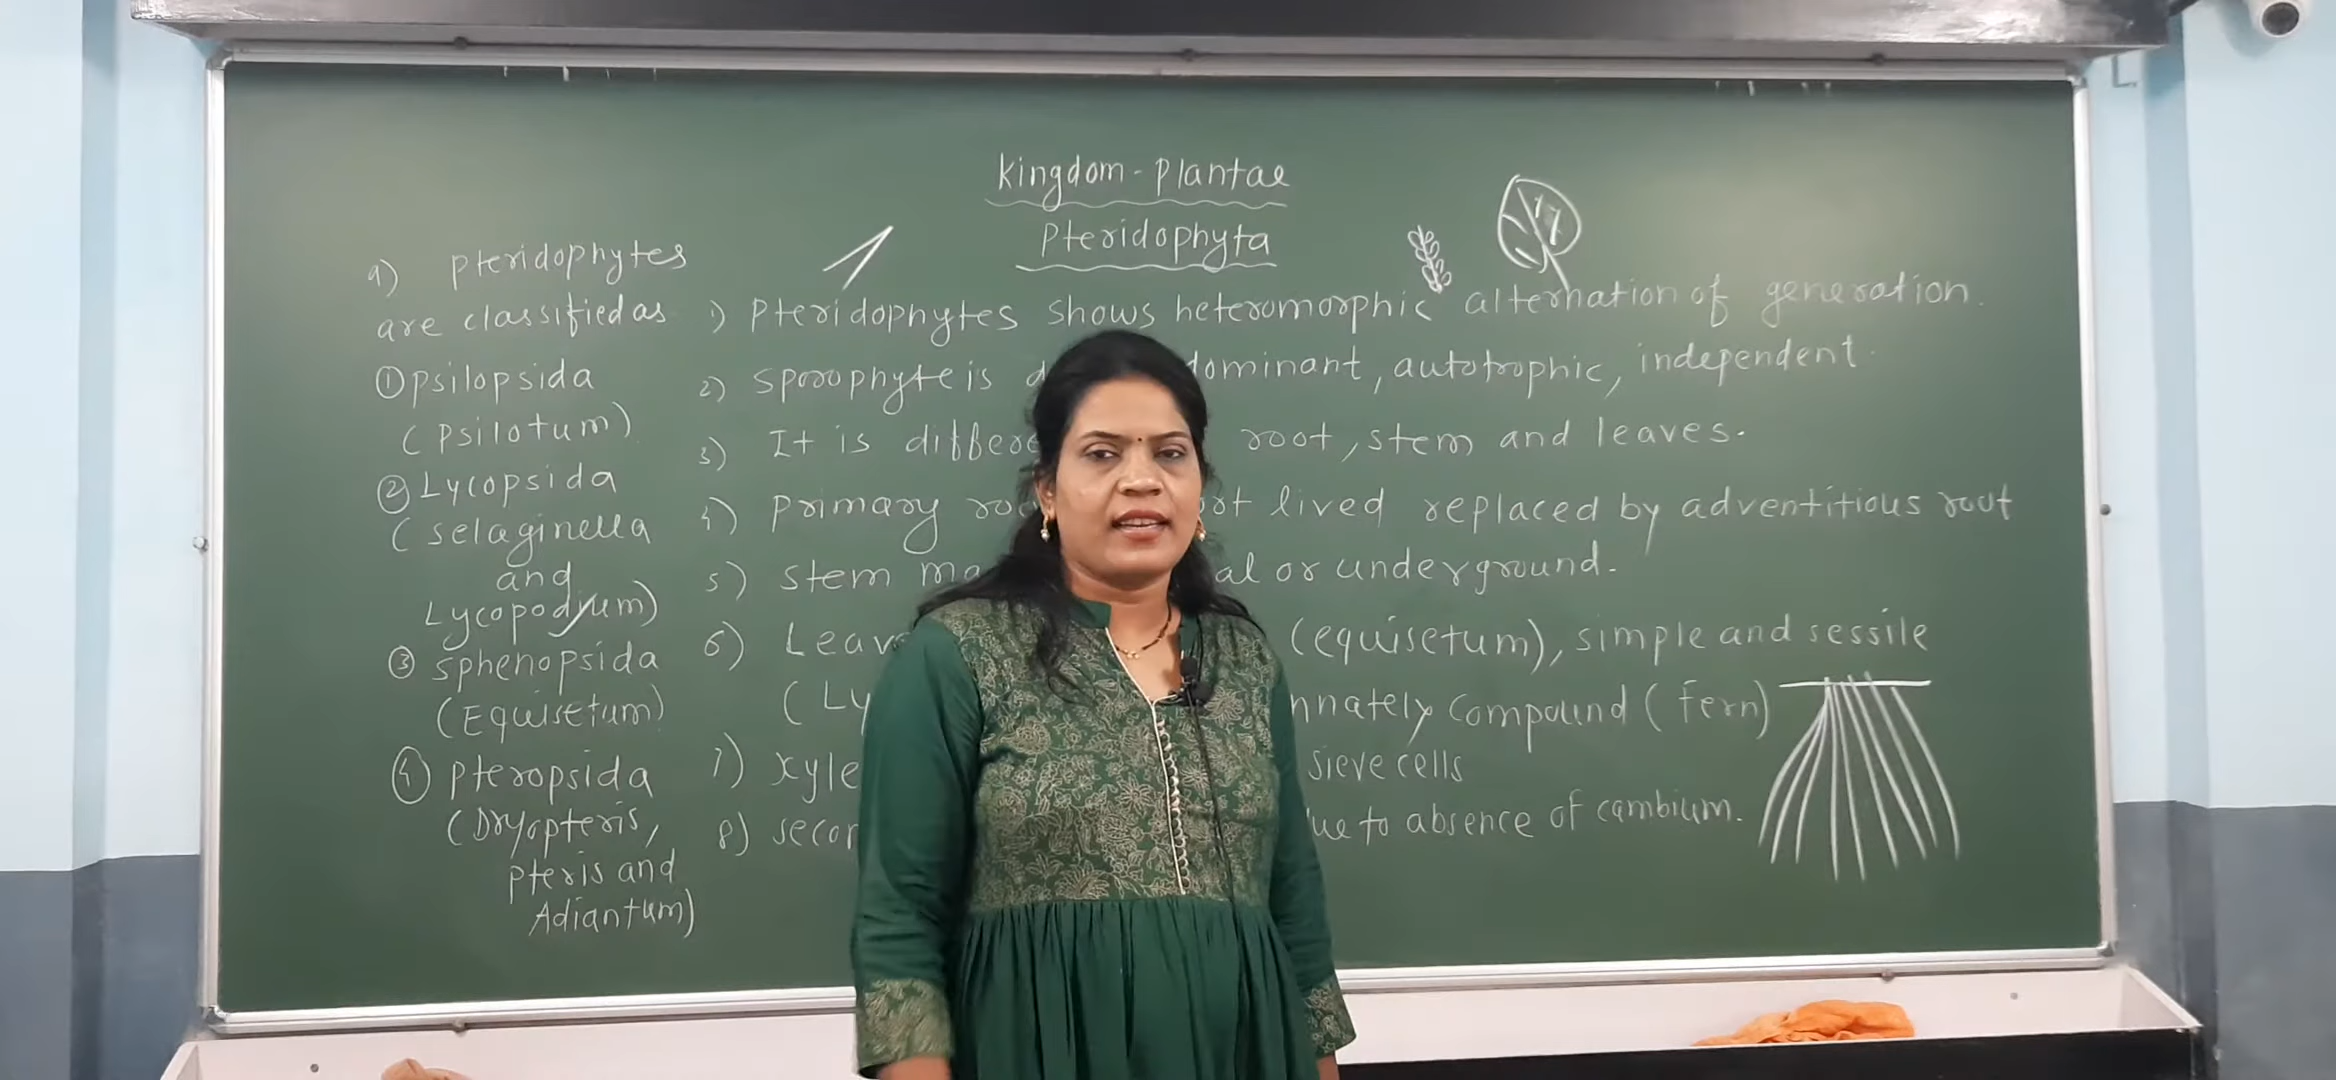 Kingdom - Plantae
Pteridophyta
9) Pteridophytes
are classified as
① Psilopsida
(Psilotum)
② Lycopsida
(Selaginella
and
Lycopodium)
③ Sphenopsida
(Equisetum)
④ Pteropsida
(Dryopteris,
Pteris and
Adiantum)
1) Pteridophytes shows heteromorphic alternation of generation.
2) Sporophyte is dominant, autotrophic, independent.
3) It is root, stem and leaves.
4) Primary lived replaced by adventitious root
5) stem or underground.
6) (equisetum), simple and sessile
compound (Fern)
7) sieve cells
8) to absence of cambium.